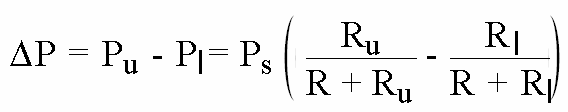 ΔP = Pu - Pl = Ps ( Ru / (R + Ru) - Rl / (R + Rl) )